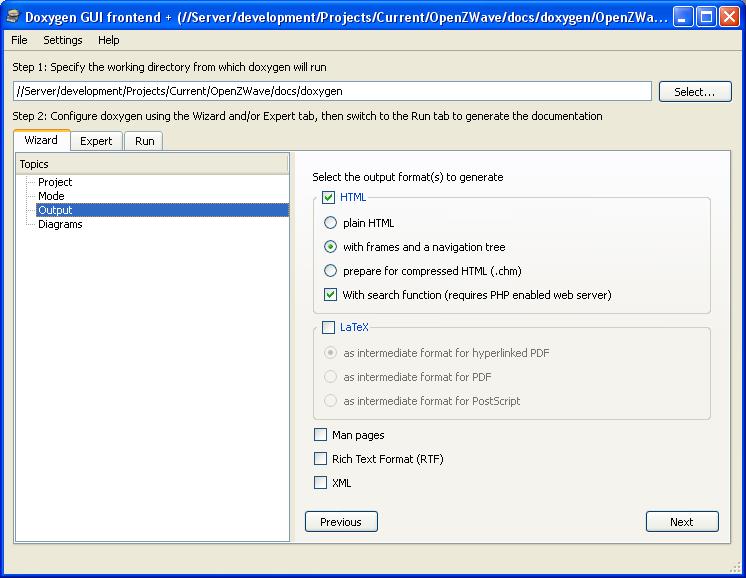 Doxygen GUI frontend + (//Server/development/Projects/Current/OpenZWave/docs/doxygen/OpenZWa...
File Settings Help
Step 1: Specify the working directory from which doxygen will run
//Server/development/Projects/Current/OpenZWave/docs/doxygen Select...
Step 2: Configure doxygen using the Wizard and/or Expert tab, then switch to the Run tab to generate the documentation
Wizard Expert Run
Topics
Project
Mode
Output
Diagrams
Select the output format(s) to generate
HTML
plain HTML
with frames and a navigation tree
prepare for compressed HTML (.chm)
With search function (requires PHP enabled web server)
LaTeX
as intermediate format for hyperlinked PDF
as intermediate format for PDF
as intermediate format for PostScript
Man pages
Rich Text Format (RTF)
XML
Previous Next